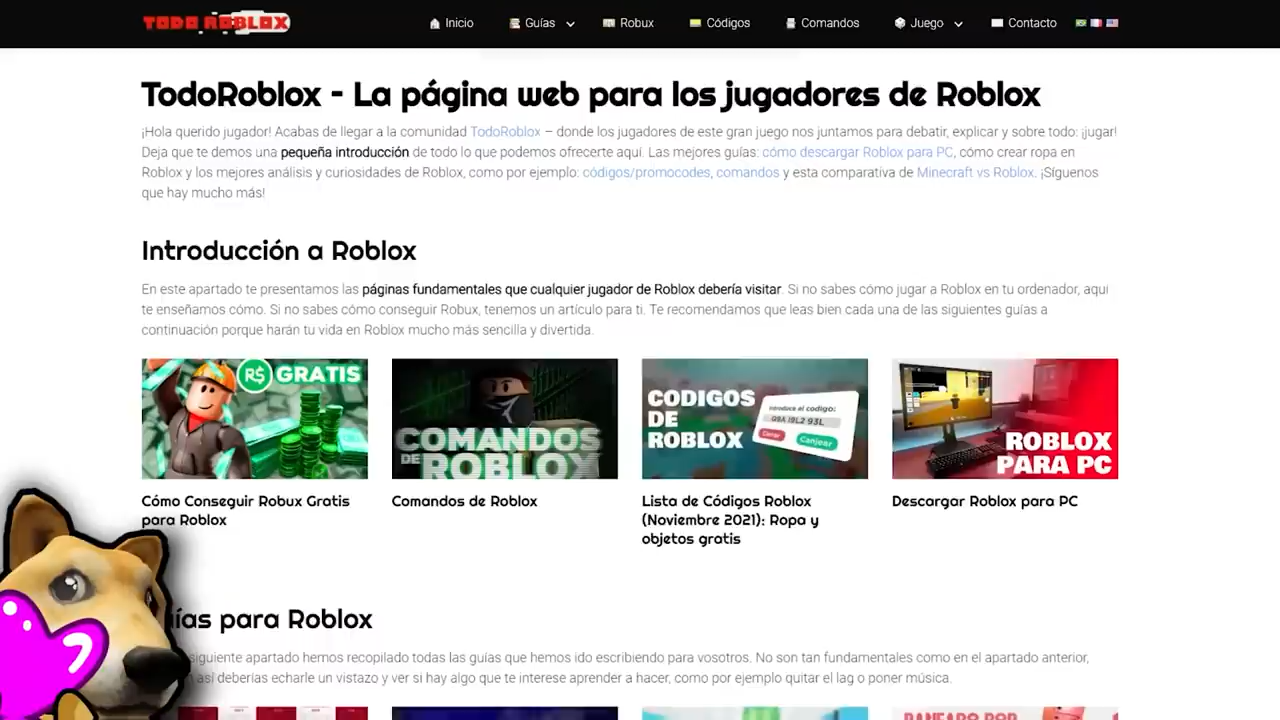 TODO ROBLOX
Inicio
Guías
Robux
Códigos
Comandos
Juego
Contacto
TodoRoblox - La página web para los jugadores de Roblox
¡Hola querido jugador! Acabas de llegar a la comunidad TodoRoblox – donde los jugadores de este gran juego nos juntamos para debatir, explicar y sobre todo: ¡jugar!
Deja que te demos una pequeña introducción de todo lo que podemos ofrecerte aquí. Las mejores guías: cómo descargar Roblox para PC, cómo crear ropa en
Roblox y los mejores análisis y curiosidades de Roblox, como por ejemplo: códigos/promocodes, comandos y esta comparativa de Minecraft vs Roblox. ¡Síguenos
que hay mucho más!
Introducción a Roblox
En este apartado te presentamos las páginas fundamentales que cualquier jugador de Roblox debería visitar. Si no sabes cómo jugar a Roblox en tu ordenador, aquí
te enseñamos cómo. Si no sabes cómo conseguir Robux, tenemos un artículo para ti. Te recomendamos que leas bien cada una de las siguientes guías a
continuación porque harán tu vida en Roblox mucho más sencilla y divertida.
R$ GRATIS
COMANDOS
DE ROBLOX
CODIGOS
DE
ROBLOX
Introduce el codigo:
Cerrar
Canjear
ROBLOX
PARA PC
Cómo Conseguir Robux Gratis
para Roblox
Comandos de Roblox
Lista de Códigos Roblox
(Noviembre 2021): Ropa y
objetos gratis
Descargar Roblox para PC
ías para Roblox
siguiente apartado hemos recopilado todas las guías que hemos ido escribiendo para vosotros. No son tan fundamentales como en el apartado anterior,
así deberías echarle un vistazo y ver si hay algo que te interese aprender a hacer, como por ejemplo quitar el lag o poner música.